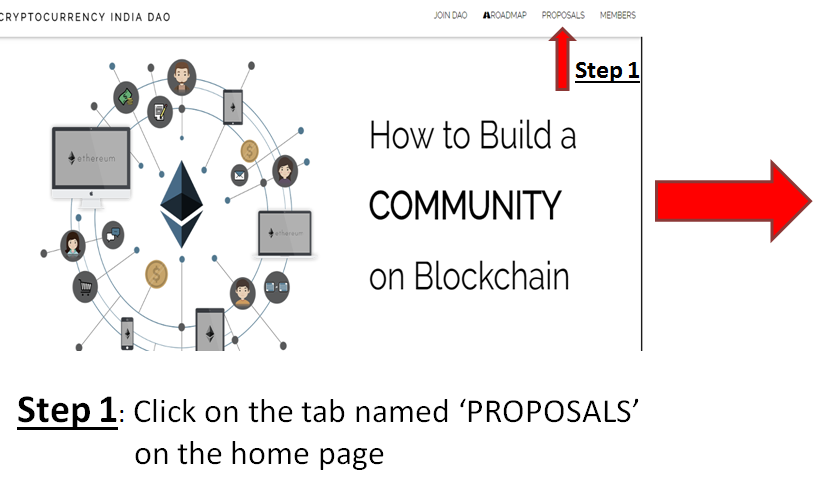 CRYPTOCURRENCY INDIA DAO
JOIN DAO ROADMAP PROPOSALS MEMBERS
Step 1
How to Build a
COMMUNITY
on Blockchain
ethereum
ethereum
Step 1: Click on the tab named ‘PROPOSALS’
on the home page